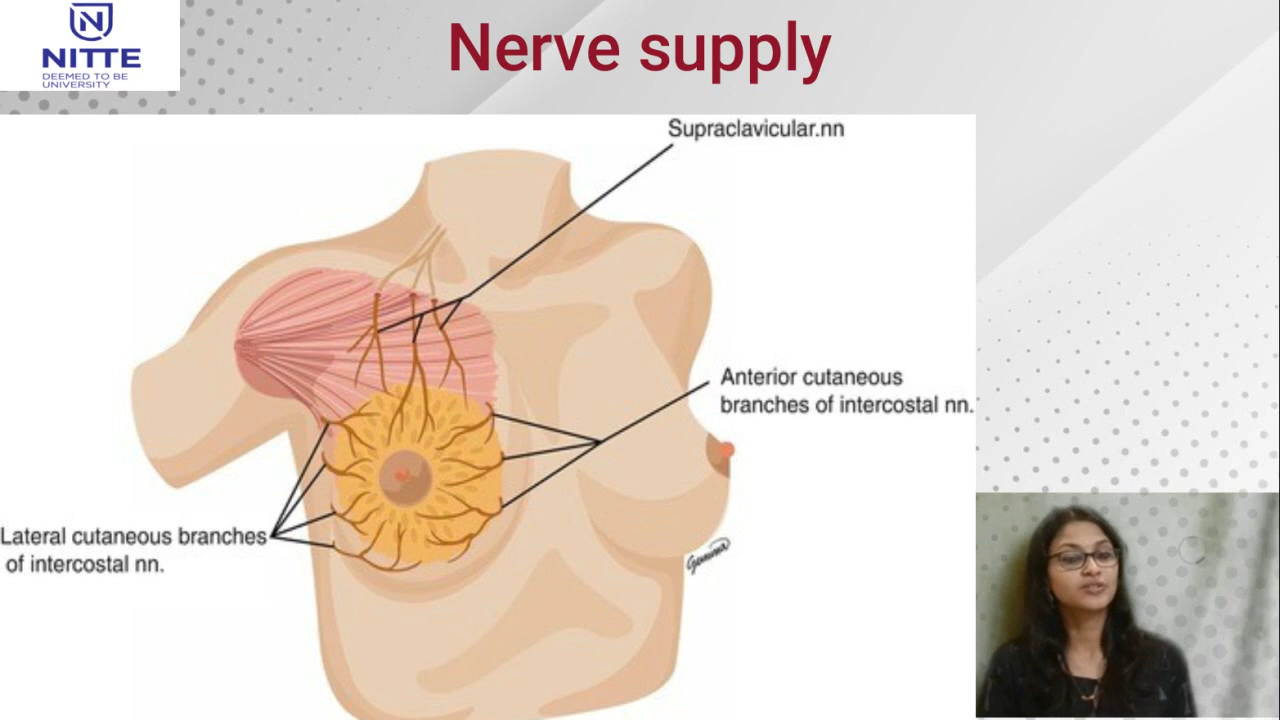 NITTE
DEEMED TO BE
UNIVERSITY
Nerve supply
Supraclavicular.nn
Anterior cutaneous
branches of intercostal nn.
Lateral cutaneous branches
of intercostal nn.